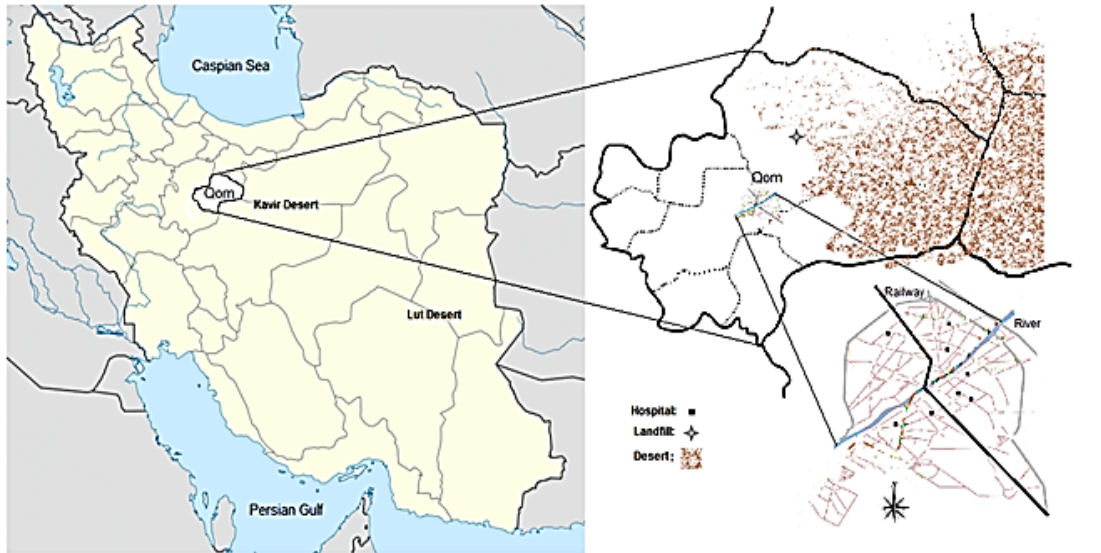 Caspian Sea
Qom
Kavir Desert
Lut Desert
Persian Gulf
Qom
Railway
River
Hospital:
Landfill:
Desert: